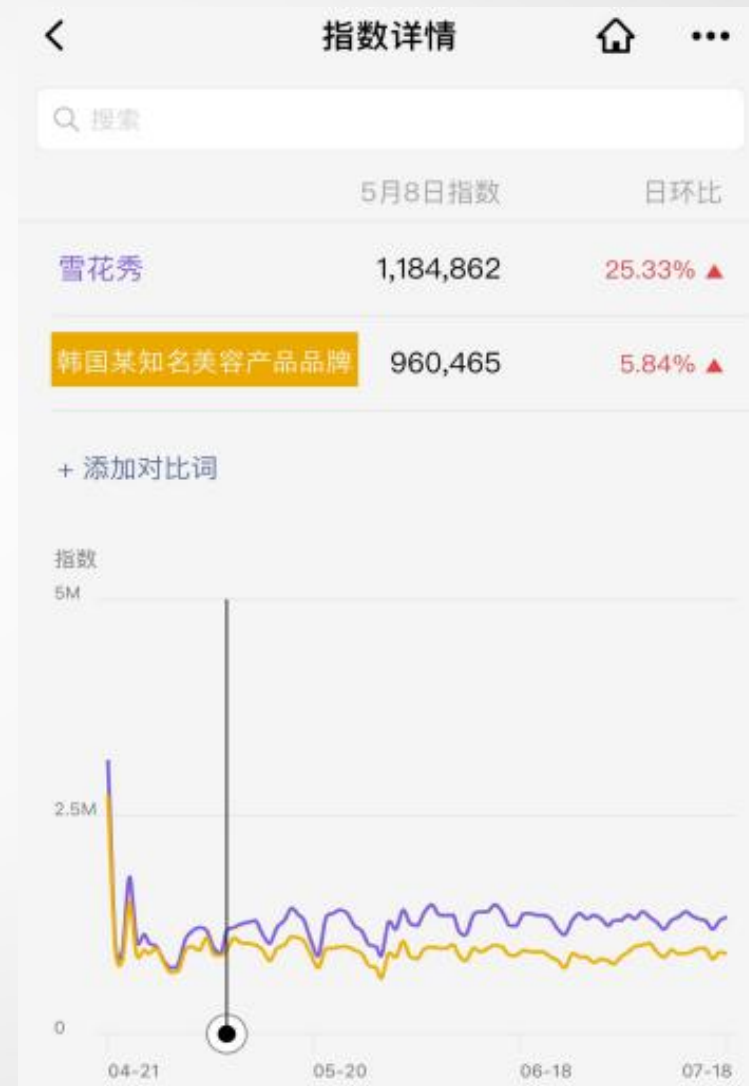 指数详情
搜索
5月8日指数 日环比
雪花秀 1,184,862 25.33% ▲
韩国某知名美容产品品牌 960,465 5.84% ▲
+ 添加对比词
指数
5M
2.5M
0
04-21 05-20 06-18 07-18